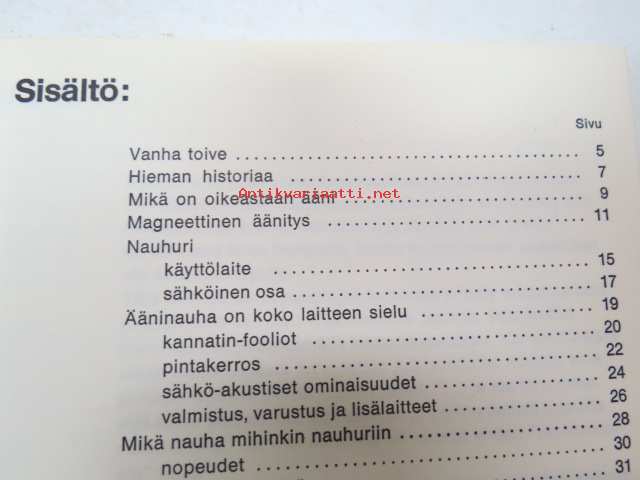 Sisältö:
Sivu
Vanha toive .............................. 5
Hieman historiaa .............................. 7
Mikä on oikeastaan ääni .............................. 9
Antikvariaatti.net
Magneettinen äänitys .............................. 11
Nauhuri
käyttölaite .............................. 15
sähköinen osa .............................. 17
Ääninauha on koko laitteen sielu .............................. 19
kannatin-fooliot .............................. 20
pintakerros .............................. 22
sähkö-akustiset ominaisuudet .............................. 24
valmistus, varustus ja lisälaitteet .............................. 26
Mikä nauha mihinkin nauhuriin .............................. 28
nopeudet .............................. 30
31